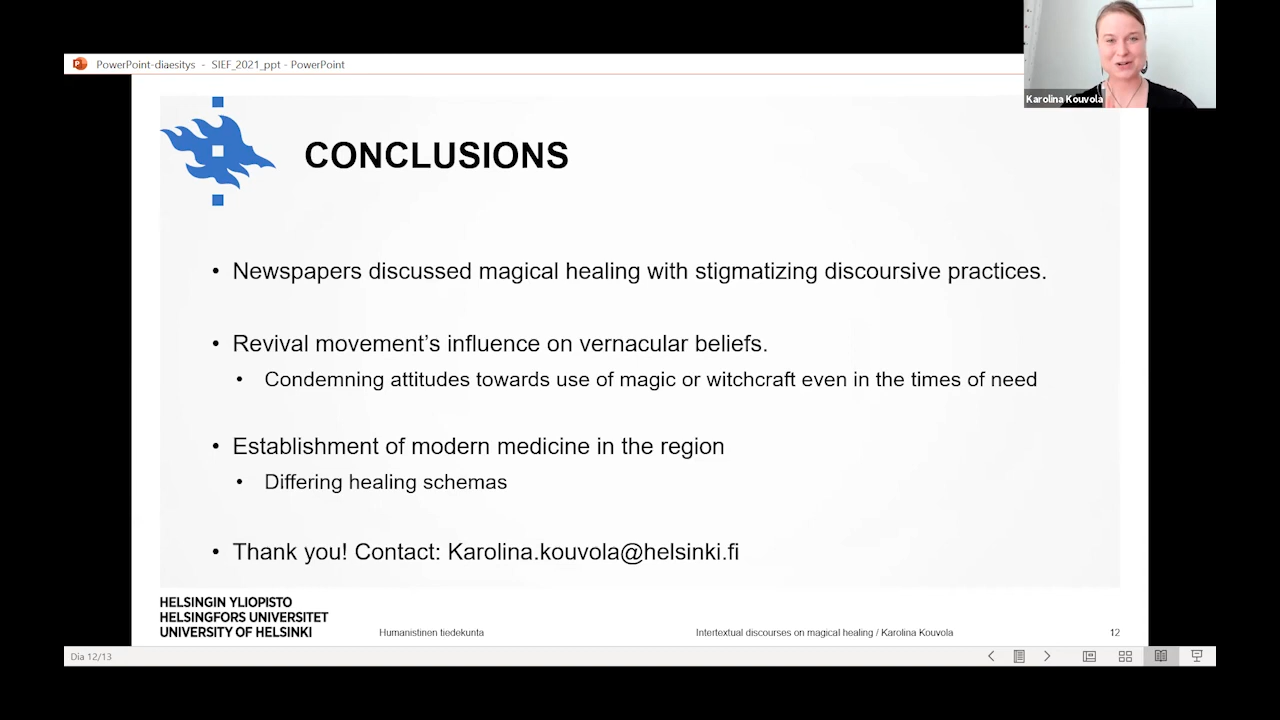 PowerPoint-diaesitys - SIEF_2021_ppt - PowerPoint
Karolina Kouvola
CONCLUSIONS
• Newspapers discussed magical healing with stigmatizing discoursive practices.
• Revival movement’s influence on vernacular beliefs.
• Condemning attitudes towards use of magic or witchcraft even in the times of need
• Establishment of modern medicine in the region
• Differing healing schemas
• Thank you! Contact: Karolina.kouvola@helsinki.fi
HELSINGIN YLIOPISTO
HELSINGFORS UNIVERSITET
UNIVERSITY OF HELSINKI
Humanistinen tiedekunta
Intertextual discourses on magical healing / Karolina Kouvola
12
Dia 12/13